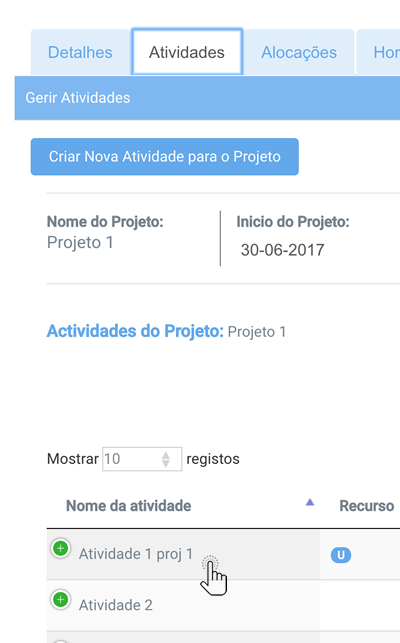 Detalhes Atividades Alocações Hor
Gerir Atividades
Criar Nova Atividade para o Projeto
Nome do Projeto: Inicio do Projeto:
Projeto 1 30-06-2017
Actividades do Projeto: Projeto 1
Mostrar 10 registos
Nome da atividade Recurso
Atividade 1 proj 1 U
Atividade 2